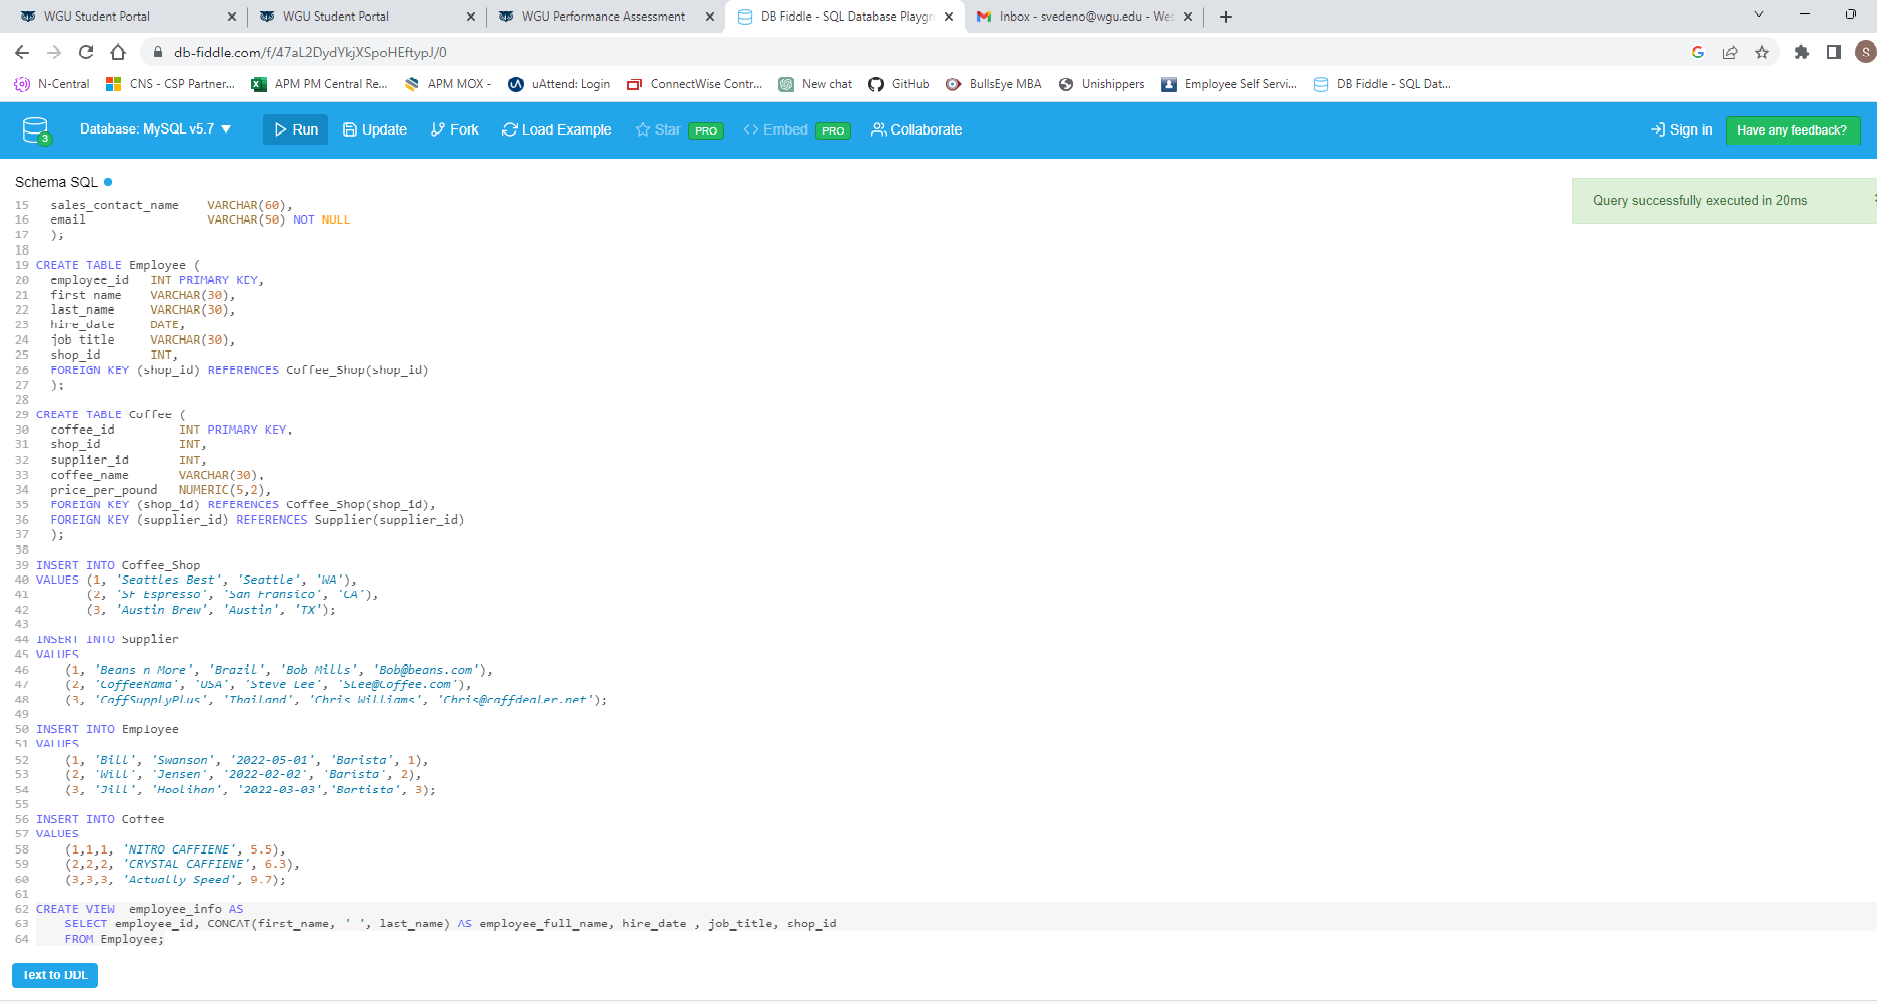 WGU Student Portal
WGU Student Portal
WGU Performance Assessment
DB Fiddle - SQL Database Playgr
Inbox - svedeno@wgu.edu - Wes
db-fiddle.com/f/47aL2DydYkjXSpoHEftypJ/0
S
N-Central
CNS - CSP Partner...
APM PM Central Re...
APM MOX -
uAttend: Login
ConnectWise Contr...
New chat
GitHub
BullsEye MBA
Unishippers
Employee Self Servi...
DB Fiddle - SQL Dat...
3
Database: MySQL v5.7 ▼
Run
Update
Fork
Load Example
Star PRO
Embed PRO
Collaborate
Sign in
Have any feedback?
Schema SQL
Query successfully executed in 20ms
15 sales_contact_name VARCHAR(60),
16 email VARCHAR(50) NOT NULL
17 );
18
19 CREATE TABLE Employee (
20 employee_id INT PRIMARY KEY,
21 first_name VARCHAR(30),
22 last_name VARCHAR(30),
23 hire_date DATE,
24 job_title VARCHAR(30),
25 shop_id INT,
26 FOREIGN KEY (shop_id) REFERENCES Coffee_Shop(shop_id)
27 );
28
29 CREATE TABLE Coffee (
30 coffee_id INT PRIMARY KEY,
31 shop_id INT,
32 supplier_id INT,
33 coffee_name VARCHAR(30),
34 price_per_pound NUMERIC(5,2),
35 FOREIGN KEY (shop_id) REFERENCES Coffee_Shop(shop_id),
36 FOREIGN KEY (supplier_id) REFERENCES Supplier(supplier_id)
37 );
38
39 INSERT INTO Coffee_Shop
40 VALUES (1, 'Seattles Best', 'Seattle', 'WA'),
41 (2, 'SF Espresso', 'San Fransico', 'CA'),
42 (3, 'Austin Brew', 'Austin', 'TX');
43
44 INSERT INTO Supplier
45 VALUES
46 (1, 'Beans n More', 'Brazil', 'Bob Mills', 'Bob@beans.com'),
47 (2, 'CoffeeRama', 'USA', 'Steve Lee', 'SLee@Coffee.com'),
48 (3, 'CaffSupplyPlus', 'Thailand', 'Chris Williams', 'Chris@caffdealer.net');
49
50 INSERT INTO Employee
51 VALUES
52 (1, 'Bill', 'Swanson', '2022-05-01', 'Barista', 1),
53 (2, 'Will', 'Jensen', '2022-02-02', 'Barista', 2),
54 (3, 'Jill', 'Hoolihan', '2022-03-03','Bartista', 3);
55
56 INSERT INTO Coffee
57 VALUES
58 (1,1,1, 'NITRO CAFFIENE', 5.5),
59 (2,2,2, 'CRYSTAL CAFFIENE', 6.3),
60 (3,3,3, 'Actually Speed', 9.7);
61
62 CREATE VIEW employee_info AS
63 SELECT employee_id, CONCAT(first_name, ' ', last_name) AS employee_full_name, hire_date , job_title, shop_id
64 FROM Employee;
Text to DDL